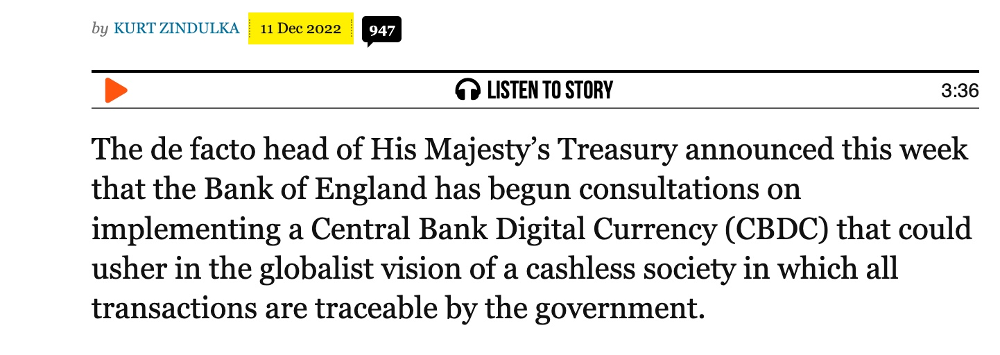 by KURT ZINDULKA 11 Dec 2022 947
LISTEN TO STORY 3:36
The de facto head of His Majesty’s Treasury announced this week
that the Bank of England has begun consultations on
implementing a Central Bank Digital Currency (CBDC) that could
usher in the globalist vision of a cashless society in which all
transactions are traceable by the government.